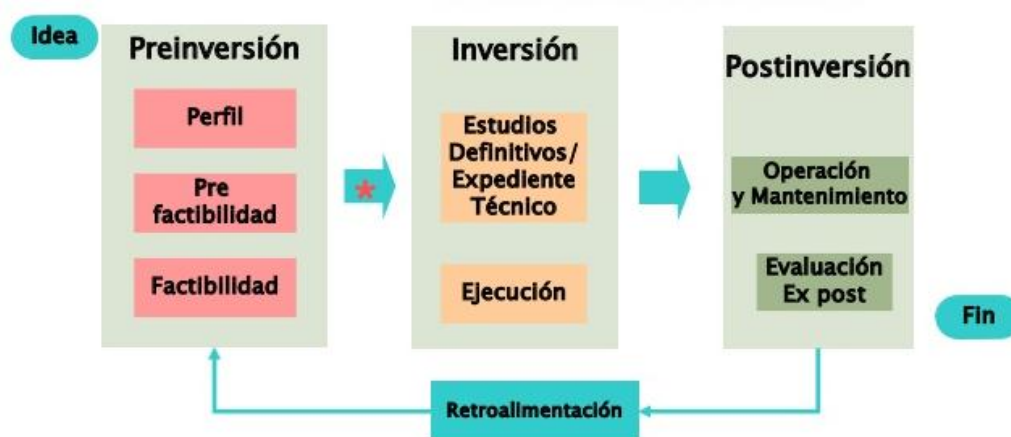 Idea
Preinversión
Perfil
Pre
factibilidad
Factibilidad
*
Inversión
Estudios
Definitivos/
Expediente
Técnico
Ejecución
Postinversión
Operación
y Mantenimiento
Evaluación
Ex post
Fin
Retroalimentación